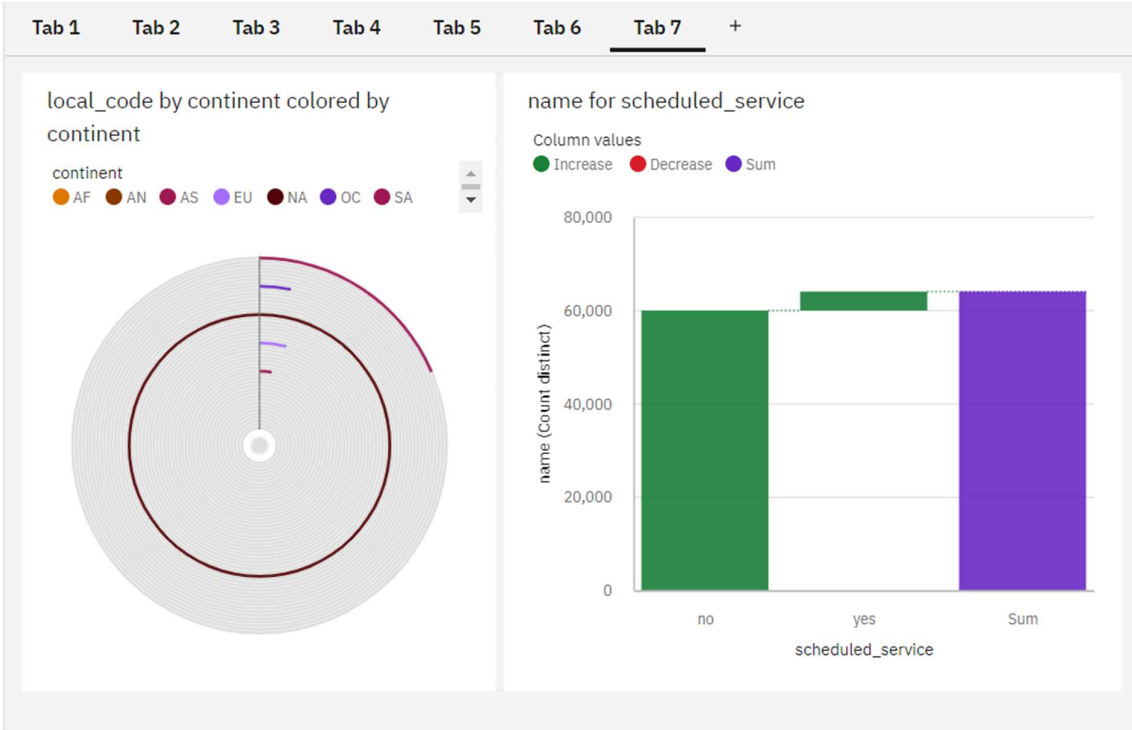 Tab 1 Tab 2 Tab 3 Tab 4 Tab 5 Tab 6 Tab 7 +
local_code by continent colored by
continent
continent
AF AN AS EU NA OC SA
name for scheduled_service
Column values
Increase Decrease Sum
80,000
60,000
40,000
20,000
0
name (Count distinct)
no yes Sum
scheduled_service